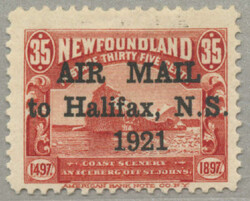 35 NEWFOUNDLAND 35
THIRTY FIVE
AIR MAIL
to Halifax, N.S.
1921
1497. 1897.
COAST SCENERY
AN ICEBERG OFF ST. JOHNS.
AMERICAN BANK NOTE CO. N.Y.